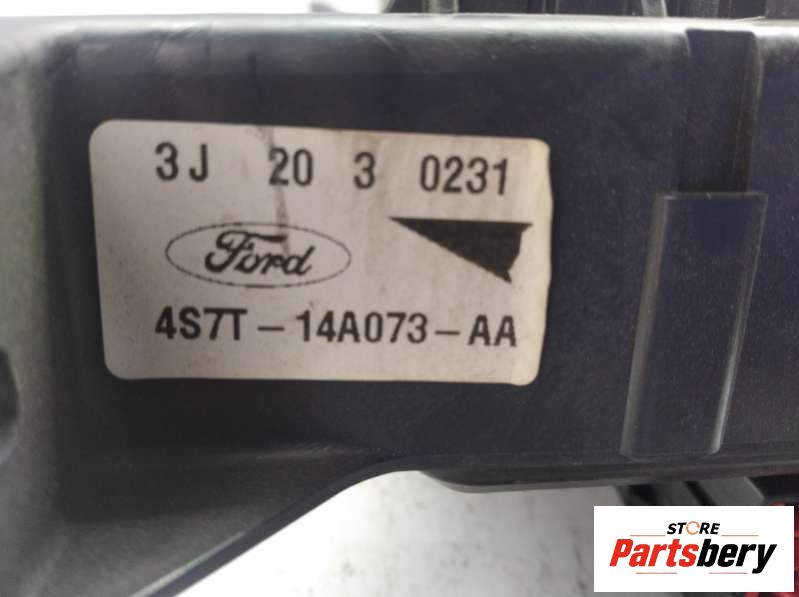 3J 20 3 0231
Ford
4S7T-14A073-AA
STORE
Partsbery